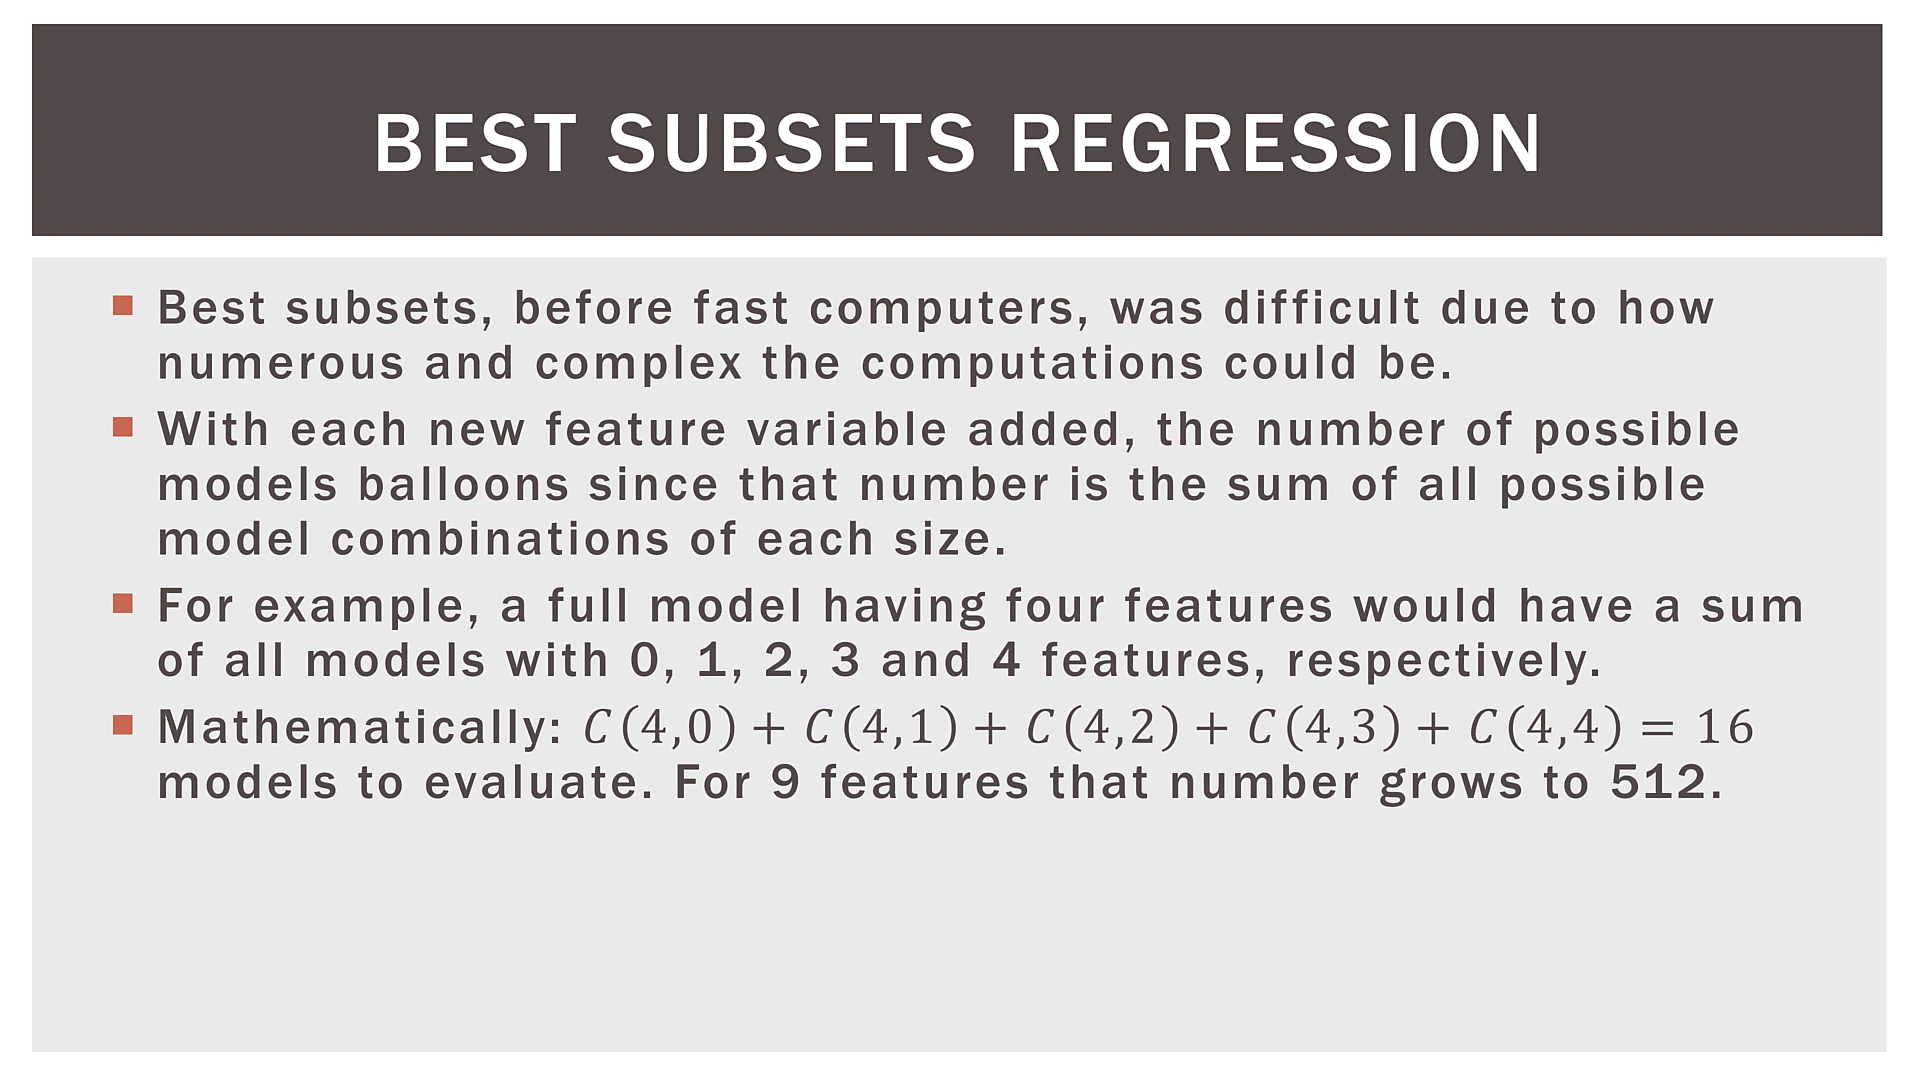 BEST SUBSETS REGRESSION
Best subsets, before fast computers, was difficult due to how
numerous and complex the computations could be.
With each new feature variable added, the number of possible
models balloons since that number is the sum of all possible
model combinations of each size.
For example, a full model having four features would have a sum
of all models with 0, 1, 2, 3 and 4 features, respectively.
Mathematically: C(4,0) + C(4,1) + C(4,2) + C(4,3) + C(4,4) = 16
models to evaluate. For 9 features that number grows to 512.